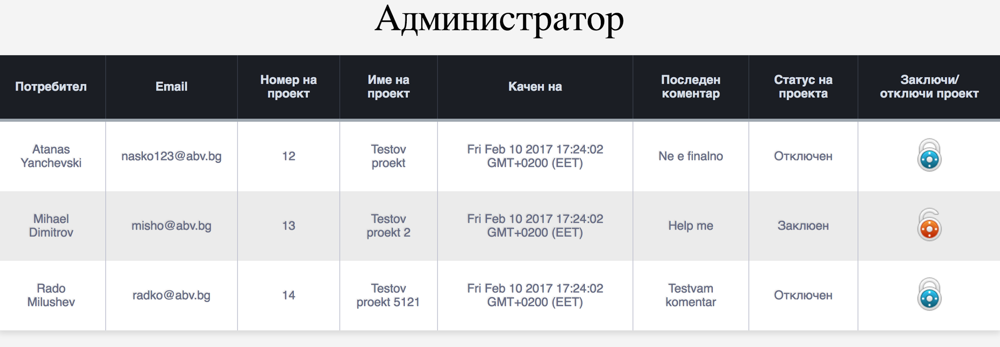 Администратор
Потребител
Email
Номер на
проект
Име на
проект
Качен на
Последен
коментар
Статус на
проекта
Заключи/
отключи проект
Atanas
Yanchevski
nasko123@abv.bg
12
Testov
proekt
Fri Feb 10 2017 17:24:02
GMT+0200 (EET)
Ne e finalno
Отключен
Mihael
Dimitrov
misho@abv.bg
13
Testov
proekt 2
Fri Feb 10 2017 17:24:02
GMT+0200 (EET)
Help me
Заклюен
Rado
Milushev
radko@abv.bg
14
Testov
proekt 5121
Fri Feb 10 2017 17:24:02
GMT+0200 (EET)
Testvam
komentar
Отключен